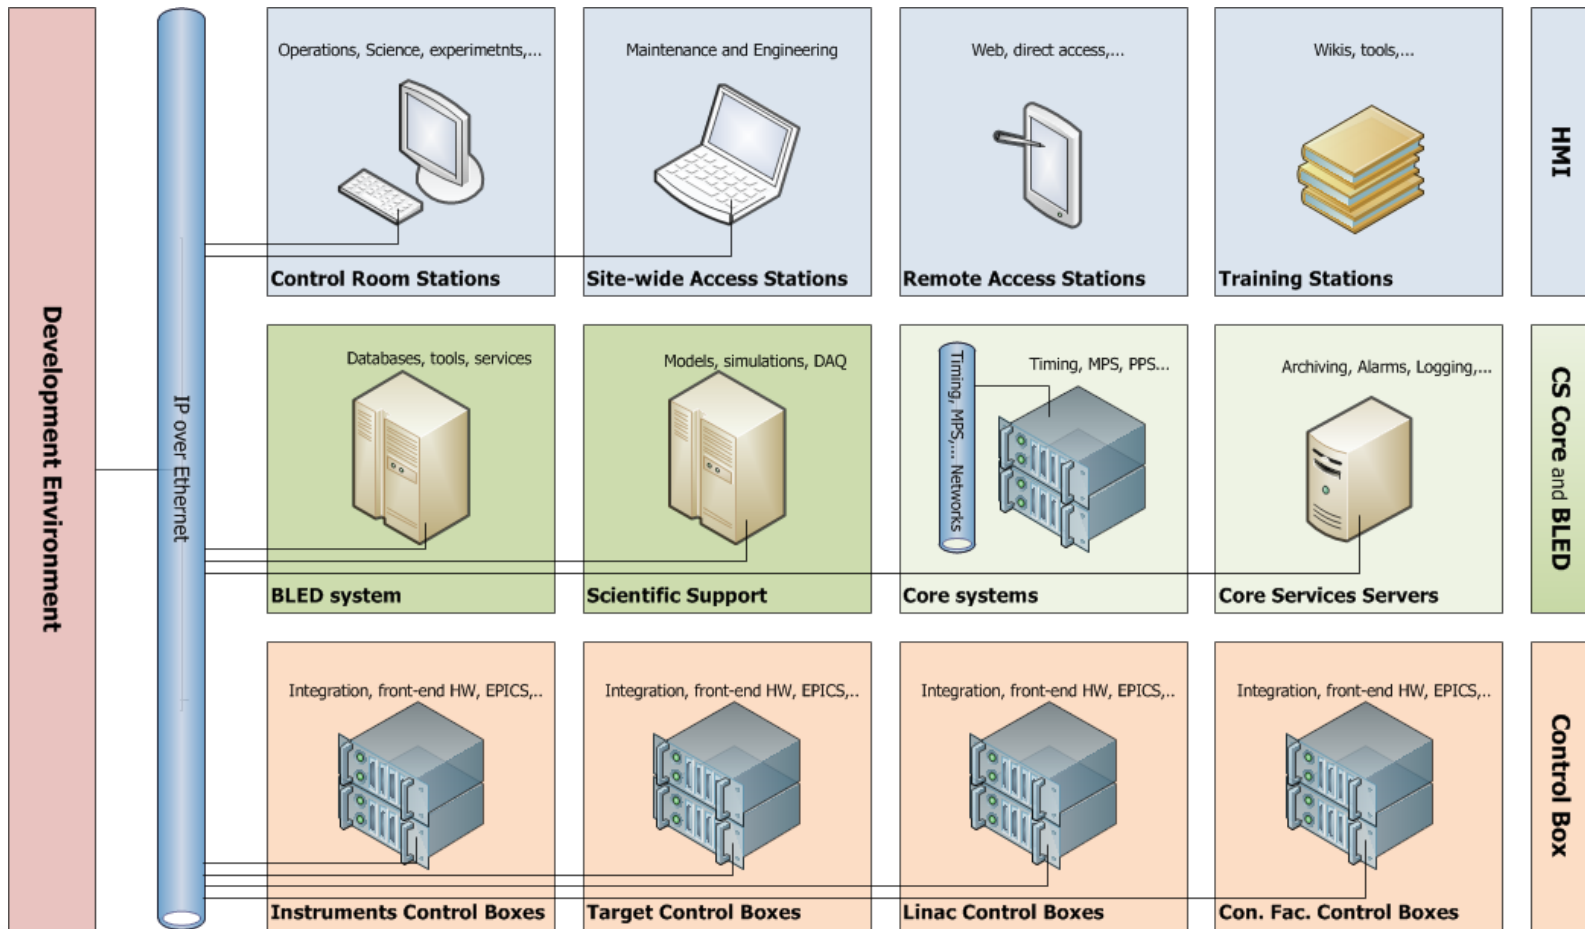 Development Environment
IP over Ethernet
Operations, Science, experimetnts,...
Control Room Stations
Maintenance and Engineering
Site-wide Access Stations
Web, direct access,...
Remote Access Stations
Wikis, tools,...
Training Stations
HMI
Databases, tools, services
BLED system
Models, simulations, DAQ
Scientific Support
Timing, MPS, PPS...
Timing, MPS,... Networks
Core systems
Archiving, Alarms, Logging,...
Core Services Servers
CS Core and BLED
Integration, front-end HW, EPICS,..
Instruments Control Boxes
Integration, front-end HW, EPICS,..
Target Control Boxes
Integration, front-end HW, EPICS,..
Linac Control Boxes
Integration, front-end HW, EPICS,..
Con. Fac. Control Boxes
Control Box